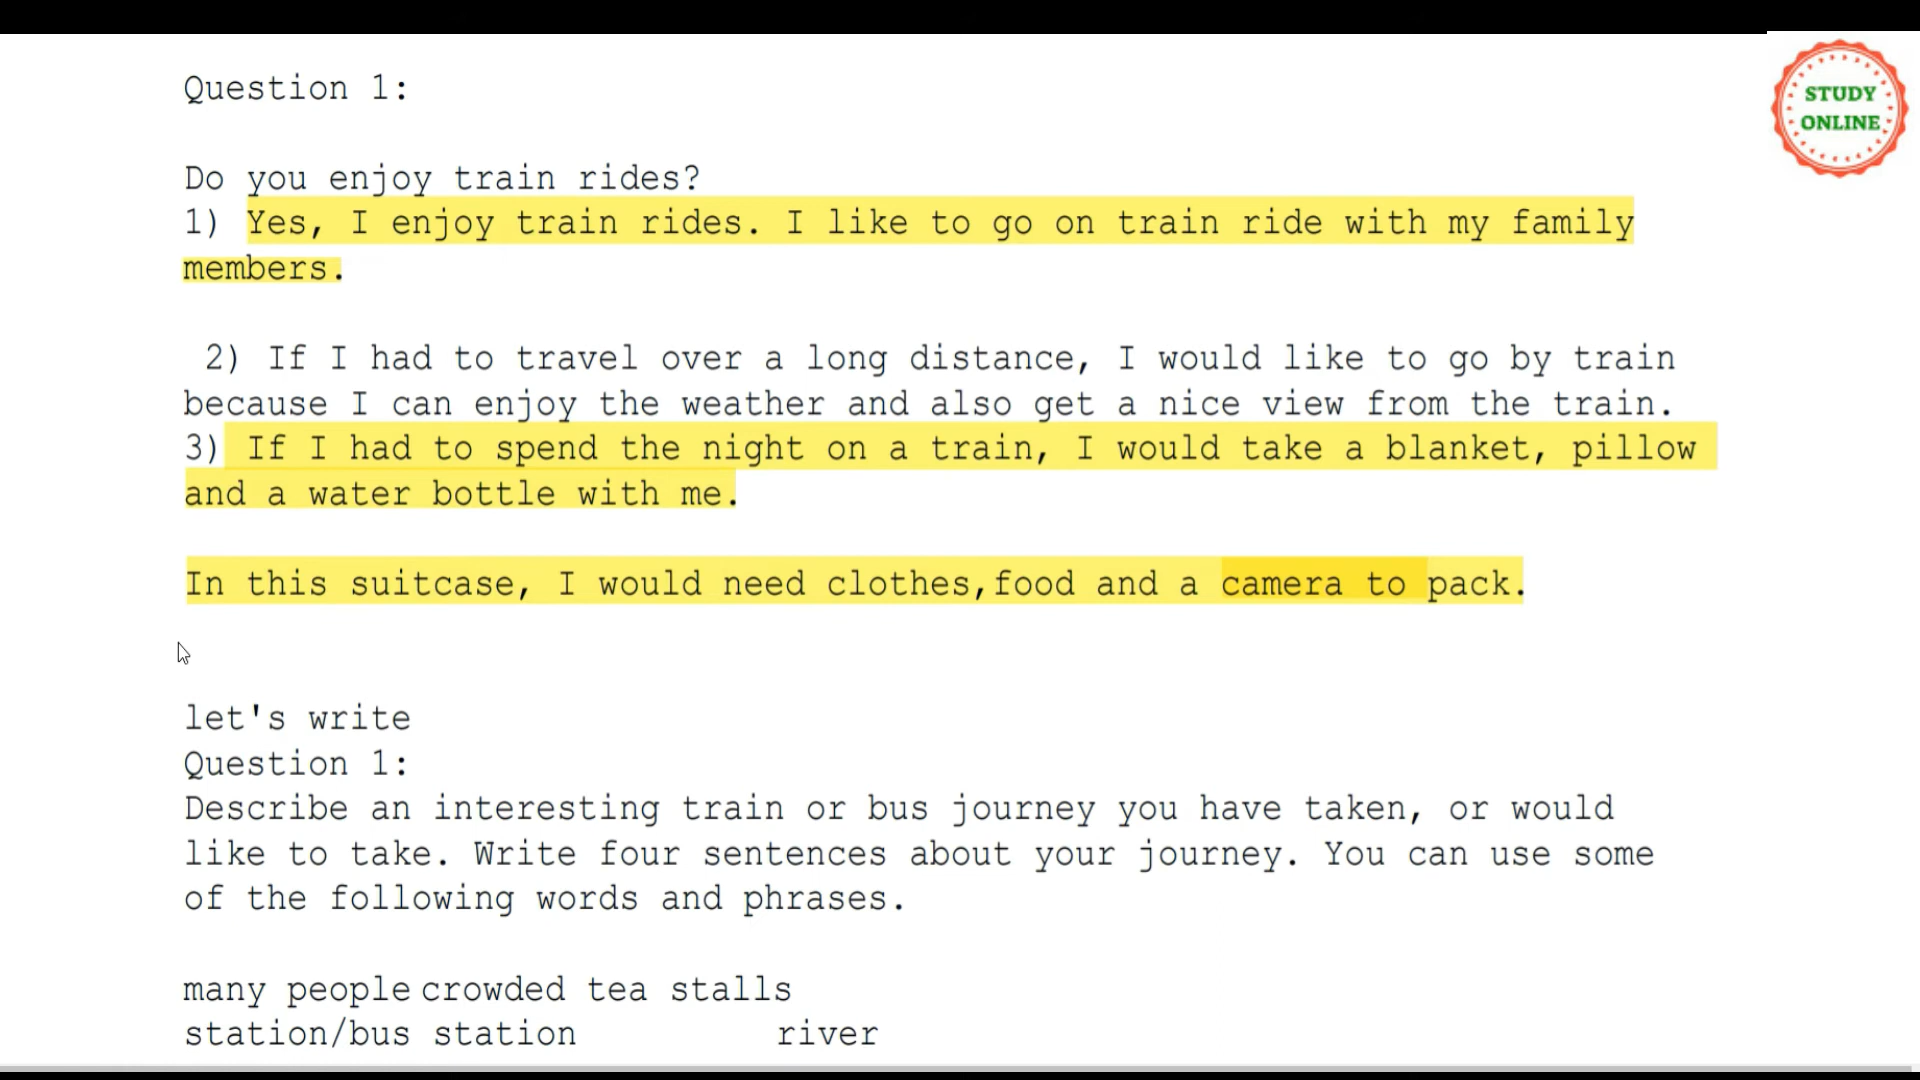 Question 1:
STUDY
ONLINE
Do you enjoy train rides?
1) Yes, I enjoy train rides. I like to go on train ride with my family
members.
2) If I had to travel over a long distance, I would like to go by train
because I can enjoy the weather and also get a nice view from the train.
3) If I had to spend the night on a train, I would take a blanket, pillow
and a water bottle with me.
In this suitcase, I would need clothes,food and a camera to pack.
let's write
Question 1:
Describe an interesting train or bus journey you have taken, or would
like to take. Write four sentences about your journey. You can use some
of the following words and phrases.
many people crowded tea stalls
station/bus station river